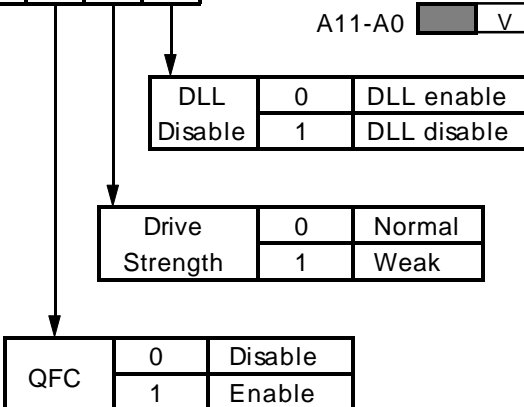 A11-A0 V
DLL 0 DLL enable
Disable 1 DLL disable
Drive 0 Normal
Strength 1 Weak
QFC 0 Disable
1 Enable